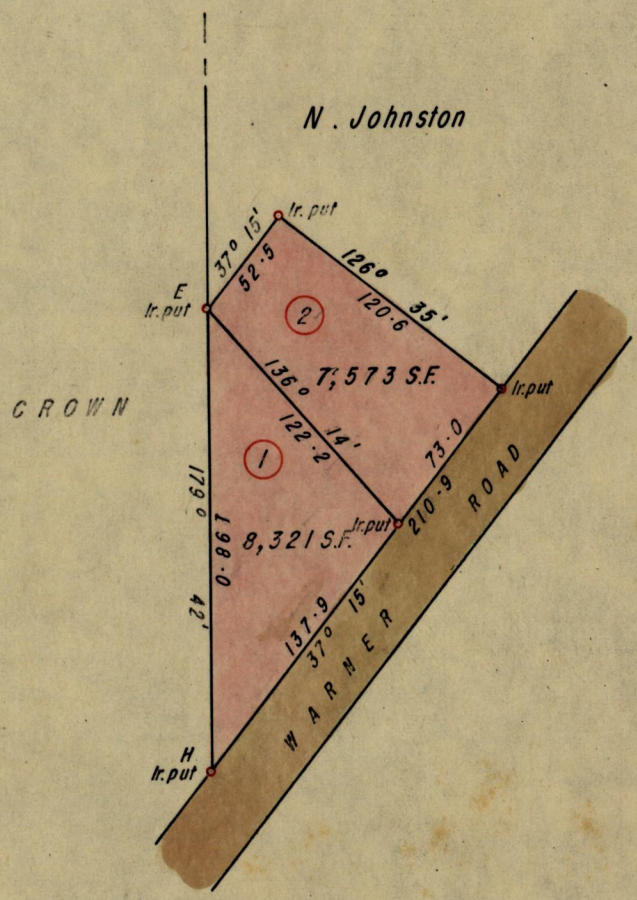 N. Johnston
Ir. put
37° 15'
52.5
126° 35'
120.6
E
Ir. put
2
7,573 S.F.
Ir. put
136° 14'
122.2
CROWN
1
73.0
210.9
ROAD
179° 42'
198.0
8,321 S.F.
Ir. put
137.9
37° 15'
WARNER
H
Ir. put